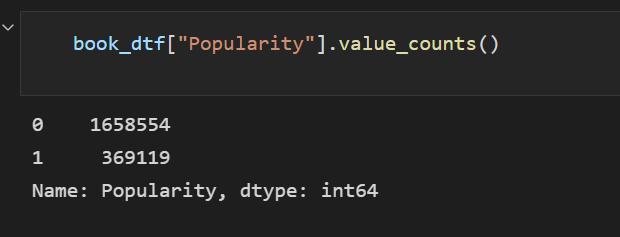 book_dtf["Popularity"].value_counts()
0    1658554
1     369119
Name: Popularity, dtype: int64